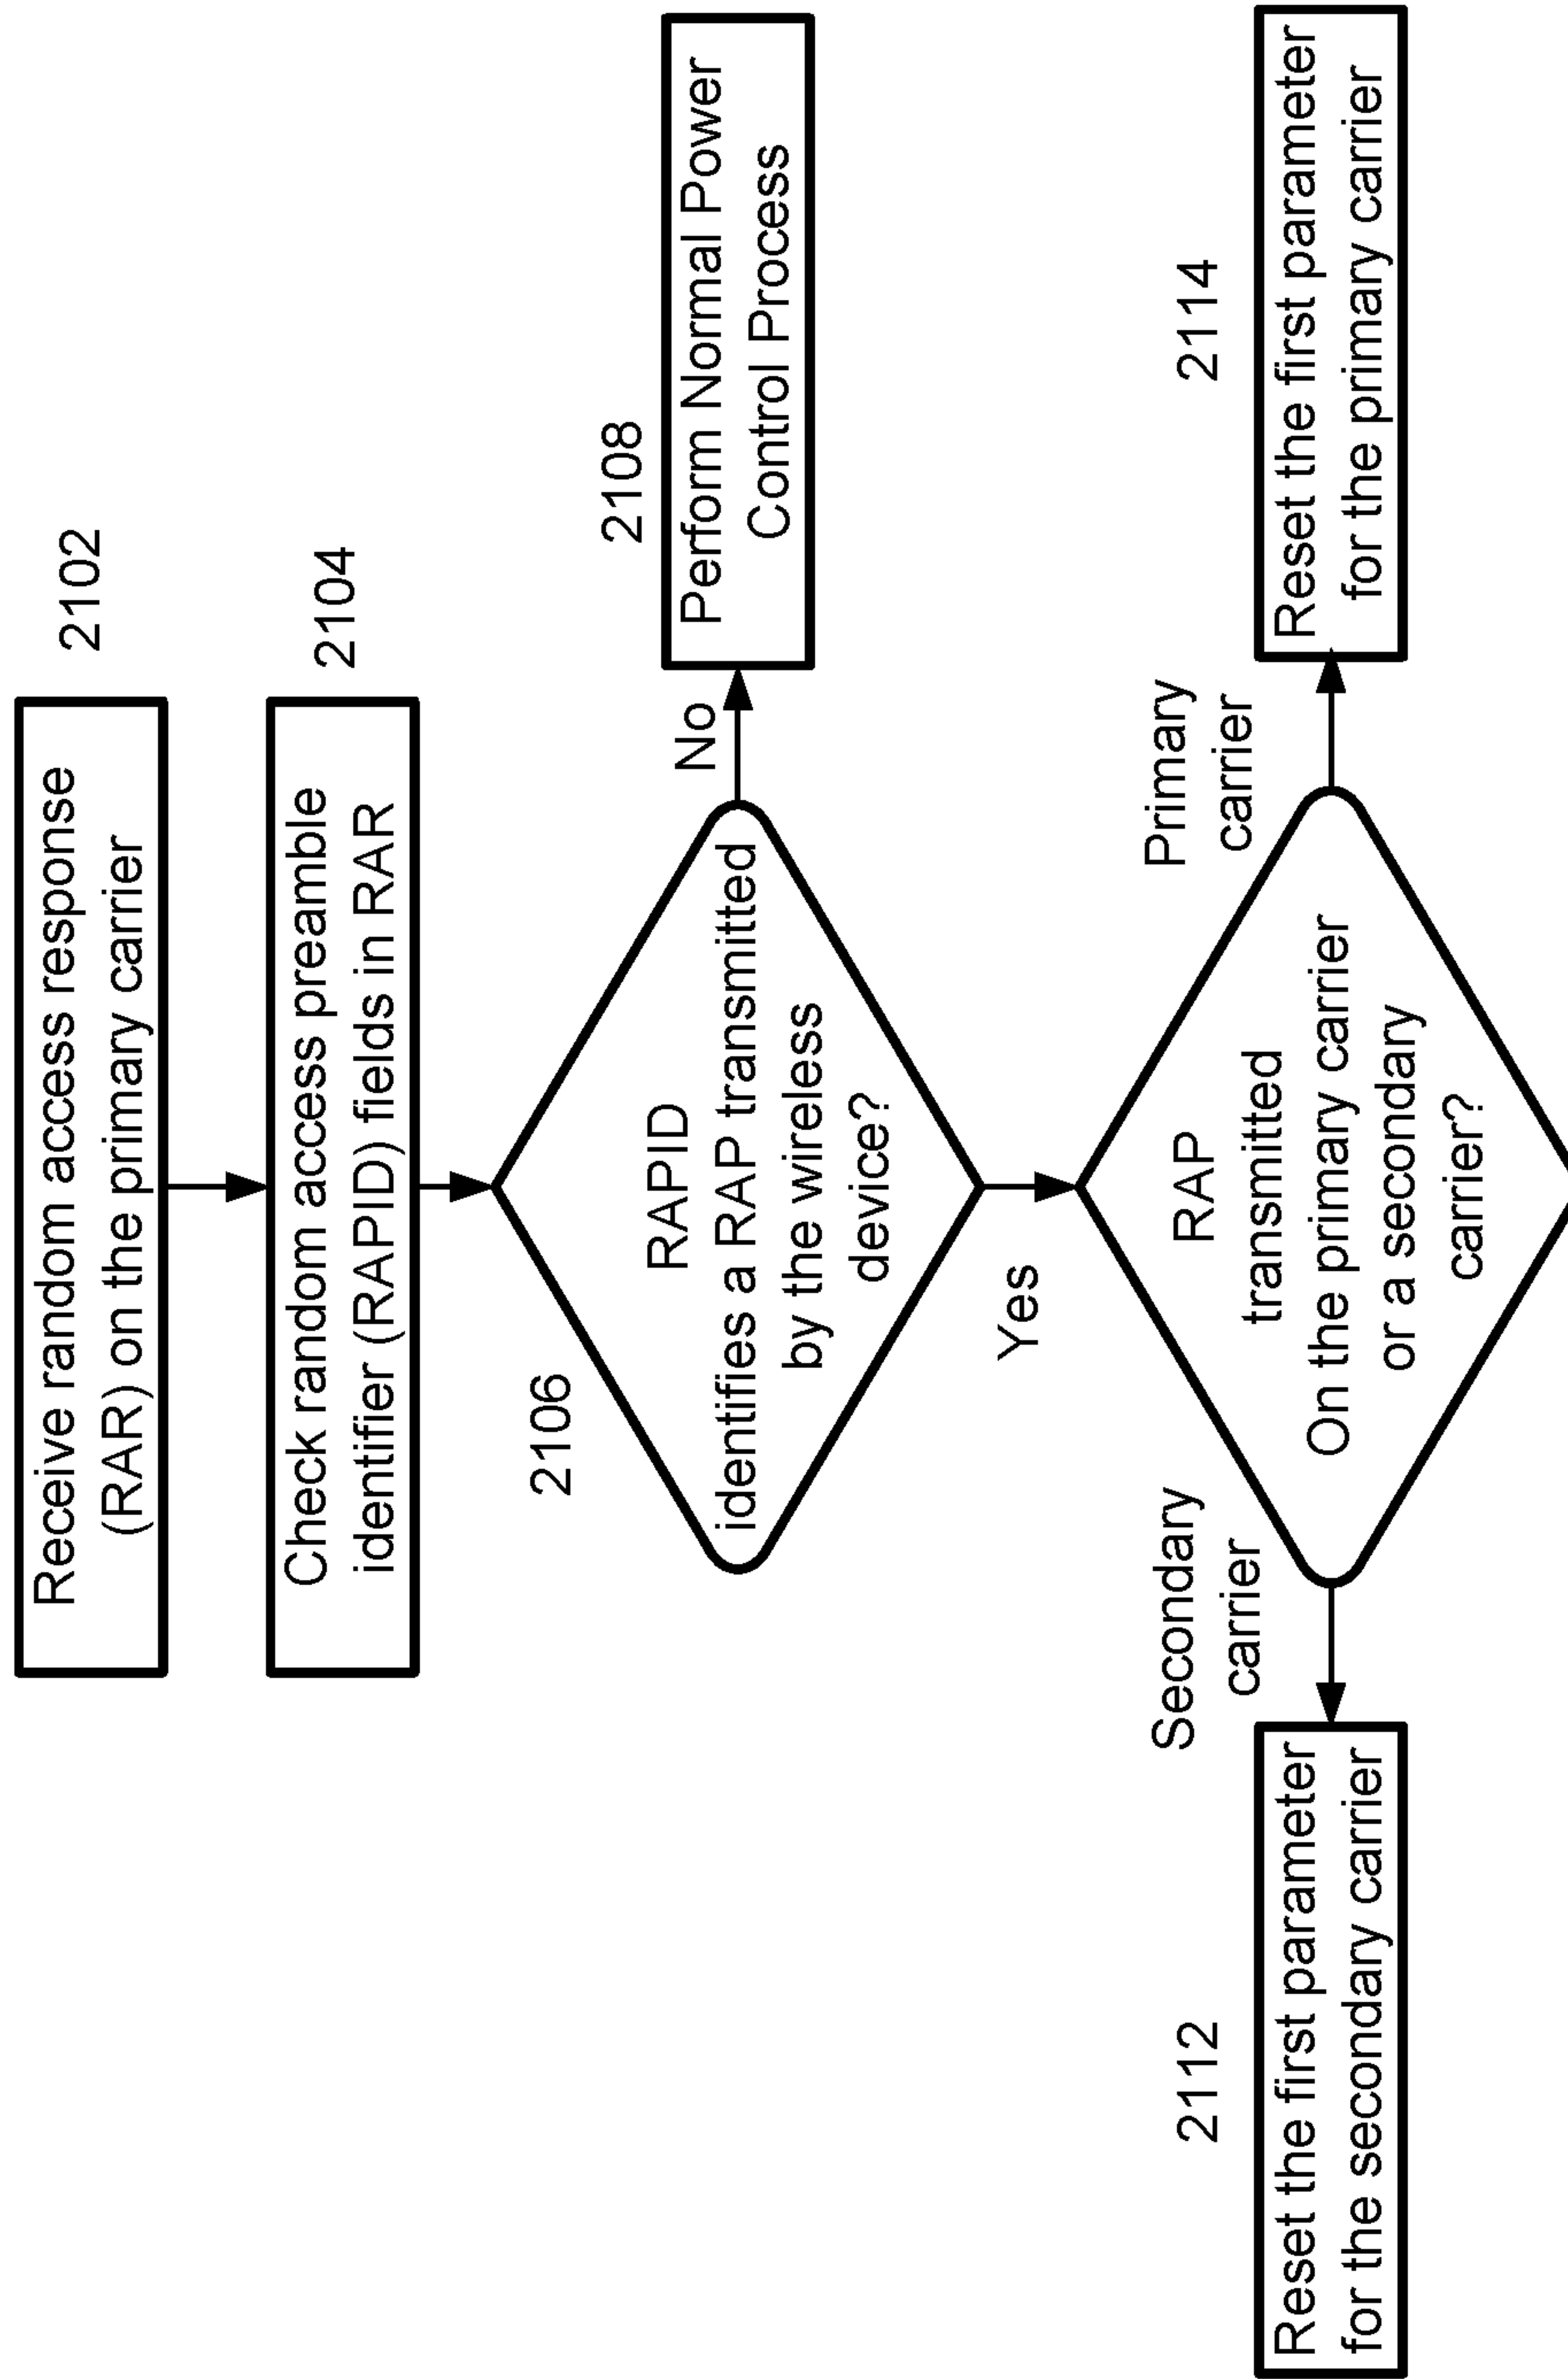 2102
Receive random access response
(RAR) on the primary carrier
2104
Check random access preamble
identifier (RAPID) fields in RAR
2106
RAPID
identifies a RAP transmitted
by the wireless
device?
No
2108
Perform Normal Power
Control Process
Yes
RAP
transmitted
On the primary carrier
or a secondary
carrier?
Secondary
carrier
Primary
carrier
2112
Reset the first parameter
for the secondary carrier
2114
Reset the first parameter
for the primary carrier